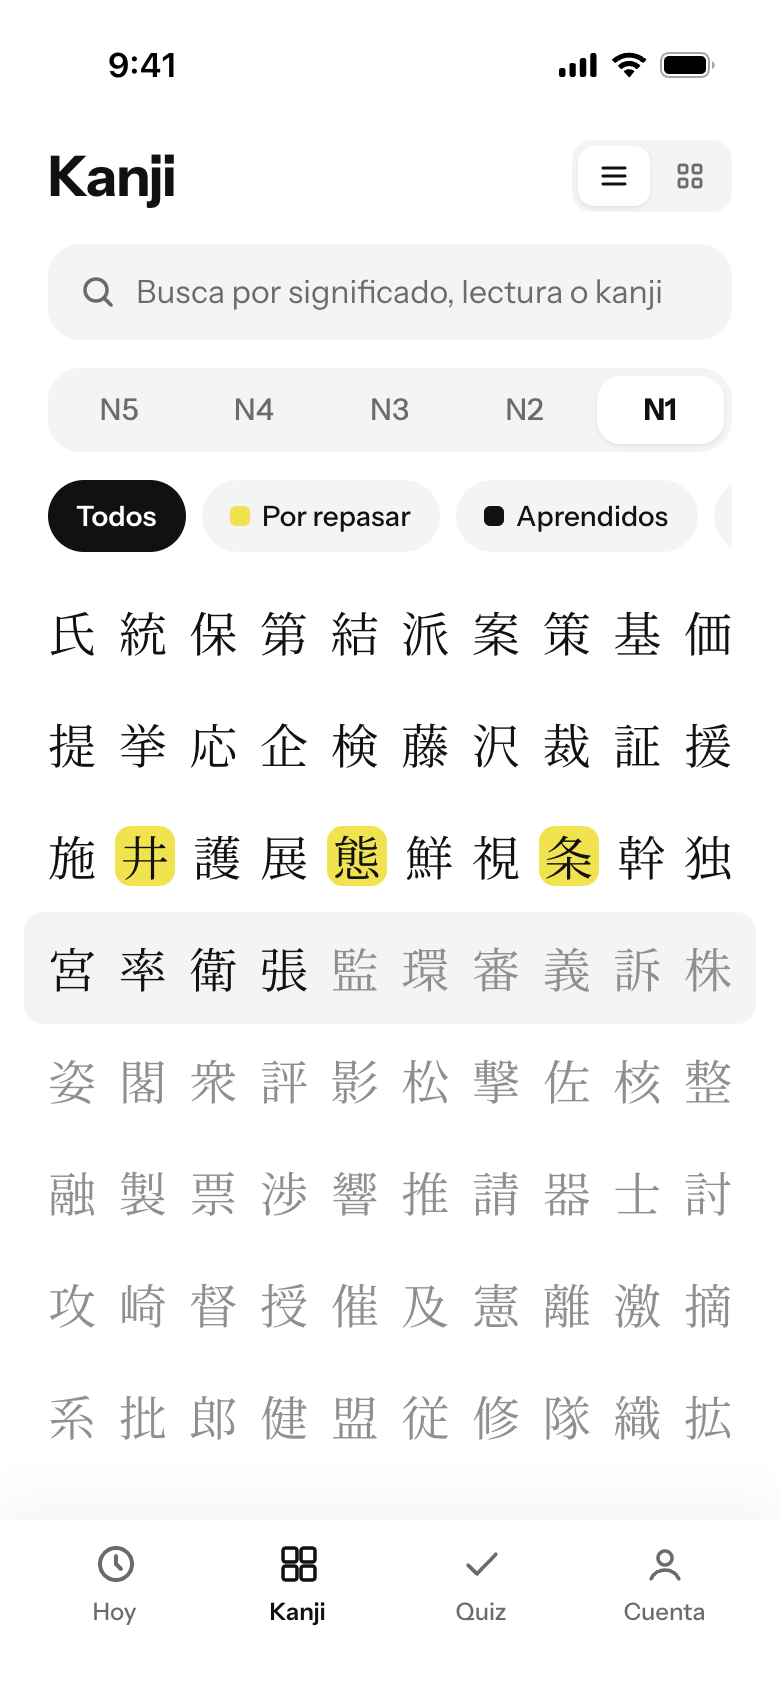 9:41
Kanji
Busca por significado, lectura o kanji
N5 N4 N3 N2 N1
Todos Por repasar Aprendidos
氏 統 保 第 結 派 案 策 基 価
提 挙 応 企 検 藤 沢 裁 証 援
施 井 護 展 態 鮮 視 条 幹 独
宮 率 衛 張 監 環 審 義 訴 株
姿 閣 衆 評 影 松 撃 佐 核 整
融 製 票 渉 響 推 請 器 士 討
攻 崎 督 授 催 及 憲 離 激 摘
系 批 郎 健 盟 従 修 隊 織 拡
Hoy Kanji Quiz Cuenta